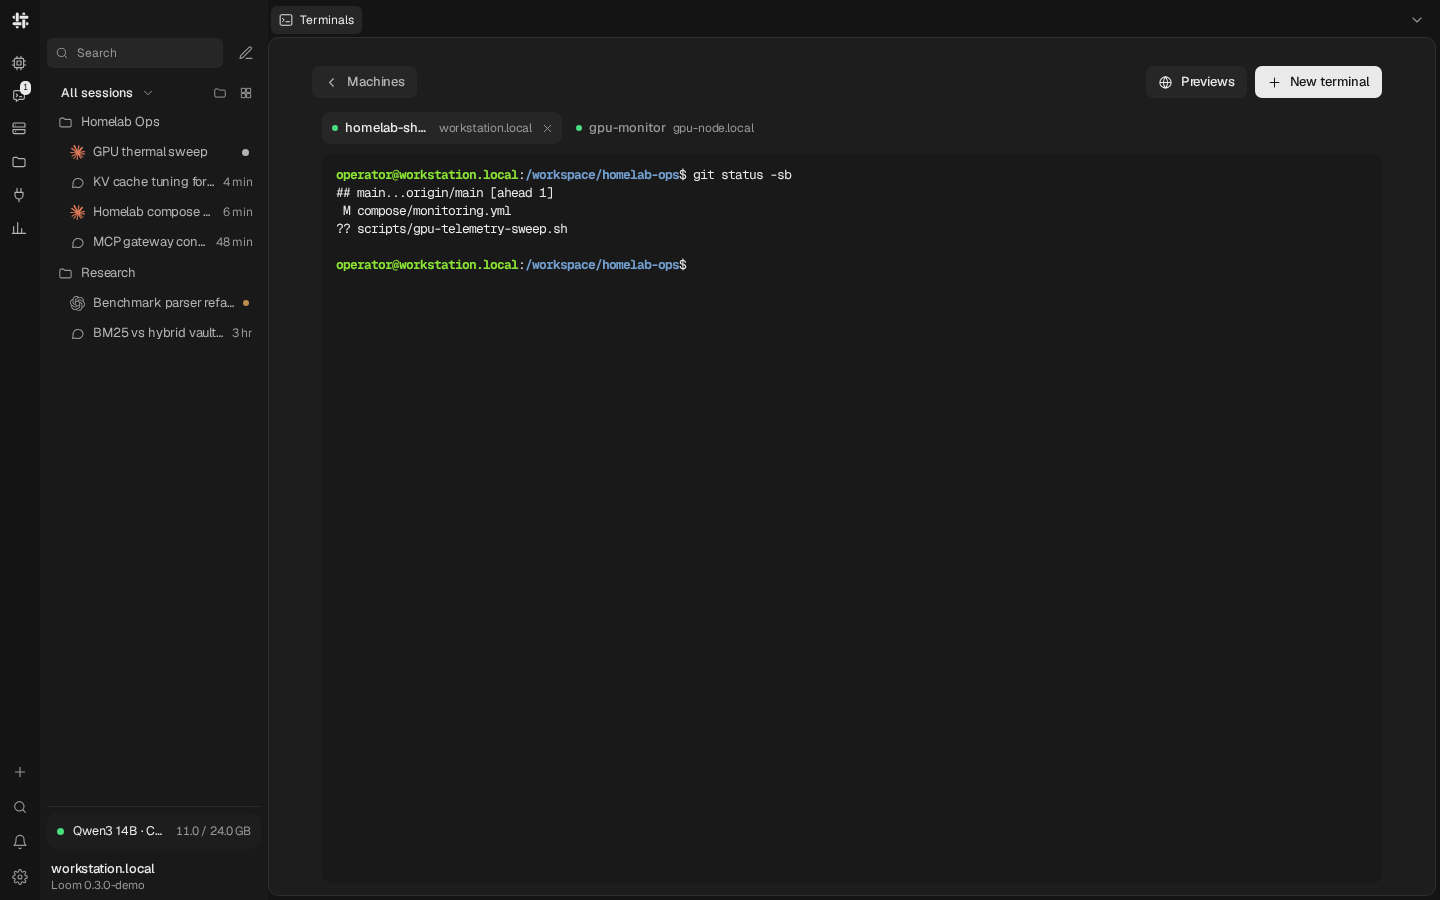 Terminals
Search
1
All sessions
Homelab Ops
GPU thermal sweep
KV cache tuning for... 4 min
Homelab compose ... 6 min
MCP gateway con... 48 min
Research
Benchmark parser refa...
BM25 vs hybrid vault... 3 hr
Qwen3 14B · C... 11.0 / 24.0 GB
workstation.local
Loom 0.3.0-demo
Machines
Previews
New terminal
homelab-sh... workstation.local
gpu-monitor gpu-node.local
operator@workstation.local:/workspace/homelab-ops$ git status -sb
## main...origin/main [ahead 1]
 M compose/monitoring.yml
?? scripts/gpu-telemetry-sweep.sh
operator@workstation.local:/workspace/homelab-ops$